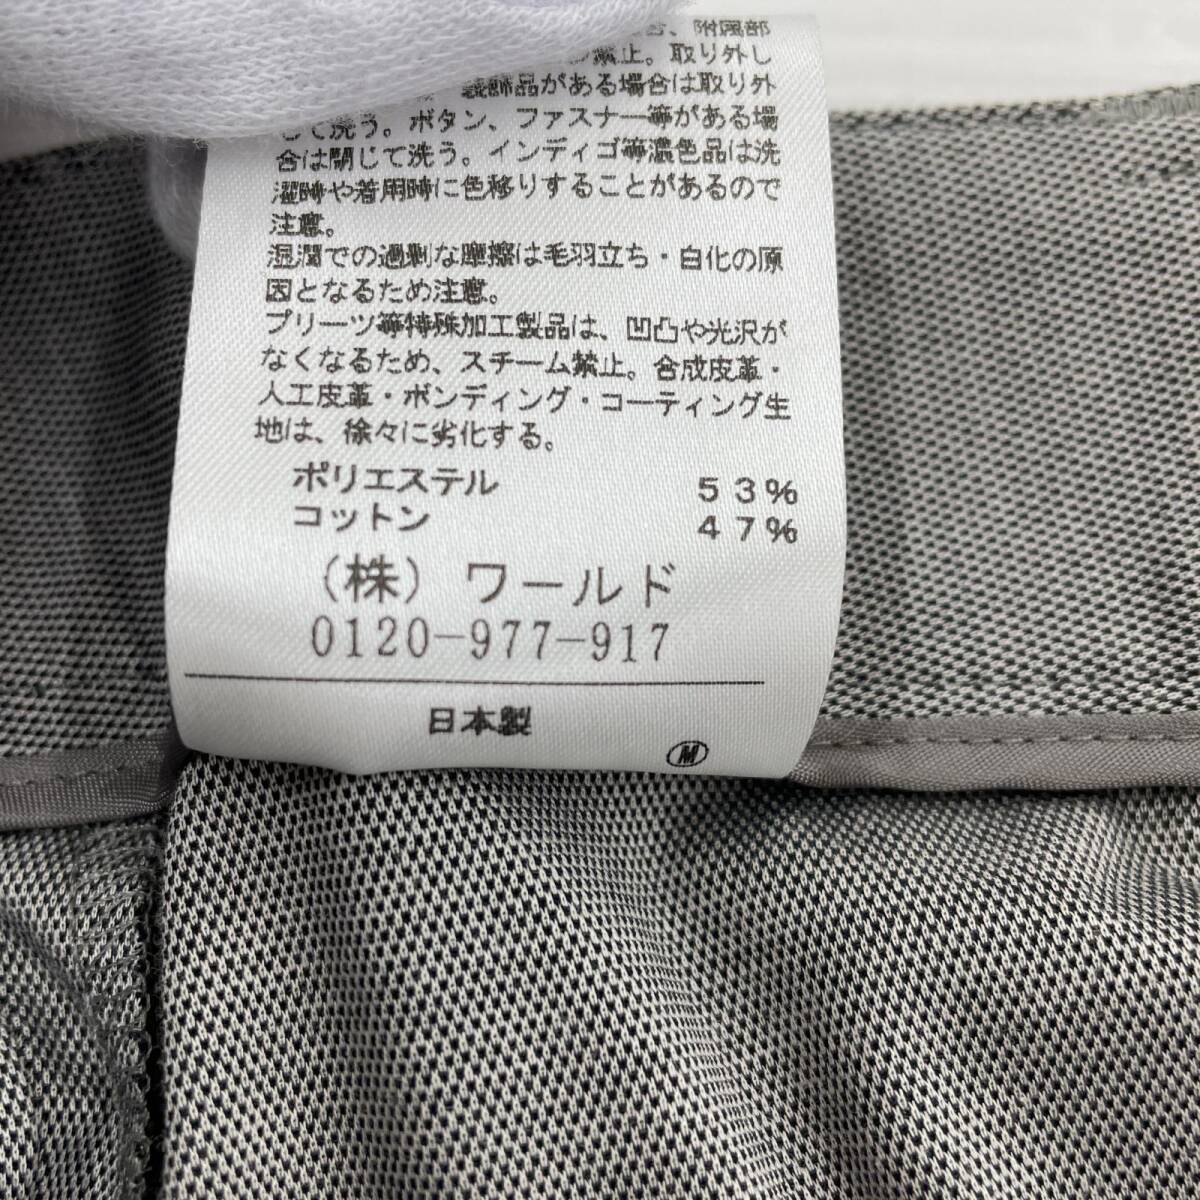 、附属部
禁止。取り外し
装飾品がある場合は取り外
して洗う。ボタン、ファスナー等がある場
合は閉じて洗う。インディゴ等濃色品は洗
濯時や着用時に色移りすることがあるので
注意。
湿潤での過剰な摩擦は毛羽立ち・白化の原
因となるため注意。
プリーツ等特殊加工製品は、凹凸や光沢が
なくなるため、スチーム禁止。合成皮革・
人工皮革・ボンディング・コーティング生
地は、徐々に劣化する。
ポリエステル 53%
コットン 47%
(株) ワールド
0120-977-917
日本製
M